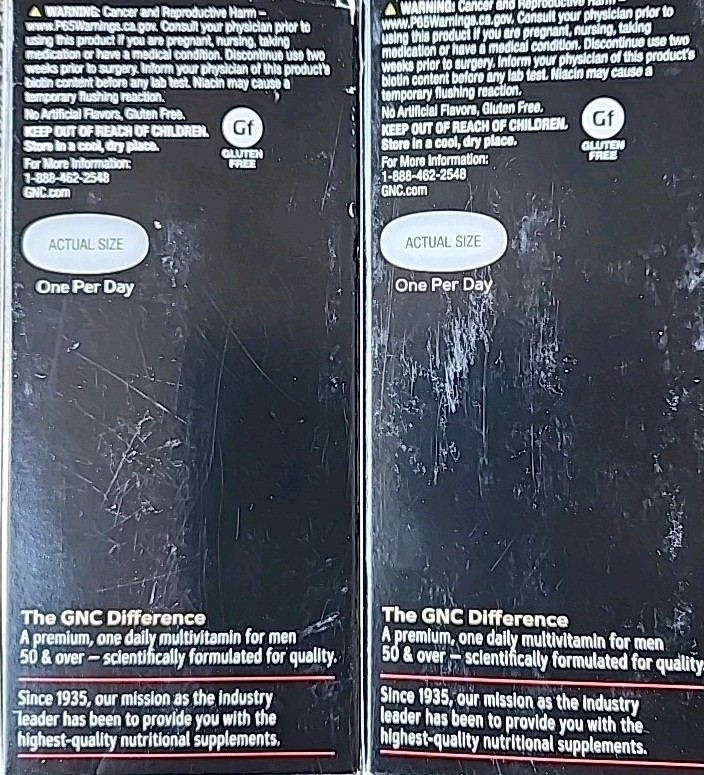 WARNING: Cancer and Reproductive Harm –
www.P65Warnings.ca.gov. Consult your physician prior to
using this product if you are pregnant, nursing, taking
medication or have a medical condition. Discontinue use two
weeks prior to surgery. Inform your physician of this product's
biotin content before any lab test. Niacin may cause a
temporary flushing reaction.
No Artificial Flavors, Gluten Free.
KEEP OUT OF REACH OF CHILDREN.
Store in a cool, dry place.
For More Information:
1-888-462-2548
GNC.com
Gf
GLUTEN
FREE
ACTUAL SIZE
One Per Day
The GNC Difference
A premium, one daily multivitamin for men
50 & over – scientifically formulated for quality.
Since 1935, our mission as the industry
leader has been to provide you with the
highest-quality nutritional supplements.
WARNING: Cancer and Reproductive Harm –
www.P65Warnings.ca.gov. Consult your physician prior to
using this product if you are pregnant, nursing, taking
medication or have a medical condition. Discontinue use two
weeks prior to surgery. Inform your physician of this product's
biotin content before any lab test. Niacin may cause a
temporary flushing reaction.
No Artificial Flavors, Gluten Free.
KEEP OUT OF REACH OF CHILDREN.
Store in a cool, dry place.
For More Information:
1-888-462-2548
GNC.com
Gf
GLUTEN
FREE
ACTUAL SIZE
One Per Day
The GNC Difference
A premium, one daily multivitamin for men
50 & over – scientifically formulated for quality
Since 1935, our mission as the industry
leader has been to provide you with the
highest-quality nutritional supplements.